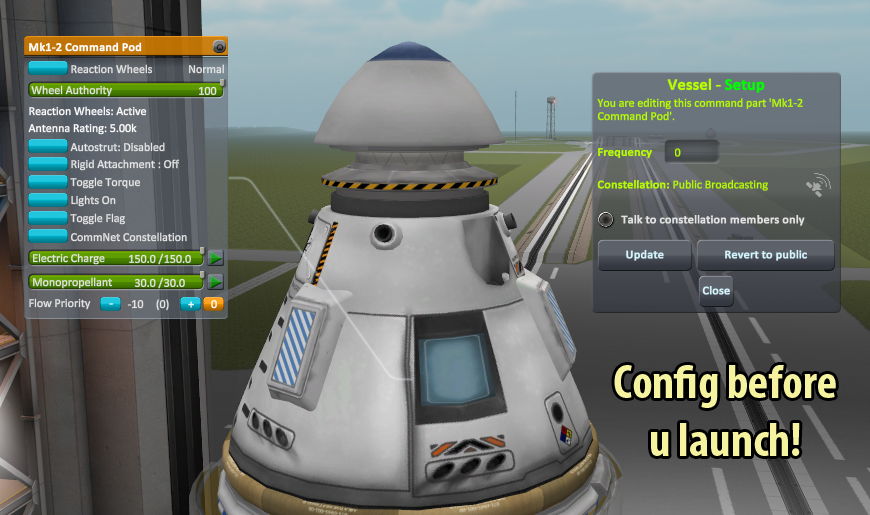 Mk1-2 Command Pod
Reaction Wheels Normal
Wheel Authority 100
Reaction Wheels: Active
Antenna Rating: 5.00k
Autostrut: Disabled
Rigid Attachment : Off
Toggle Torque
Lights On
Toggle Flag
CommNet Constellation
Electric Charge 150.0 /150.0
Monopropellant 30.0 /30.0
Flow Priority - -10 (0) + 0
Vessel - Setup
You are editing this command part 'Mk1-2
Command Pod'.
Frequency 0
Constellation: Public Broadcasting
Talk to constellation members only
Update Revert to public
Close
Config before
u launch!